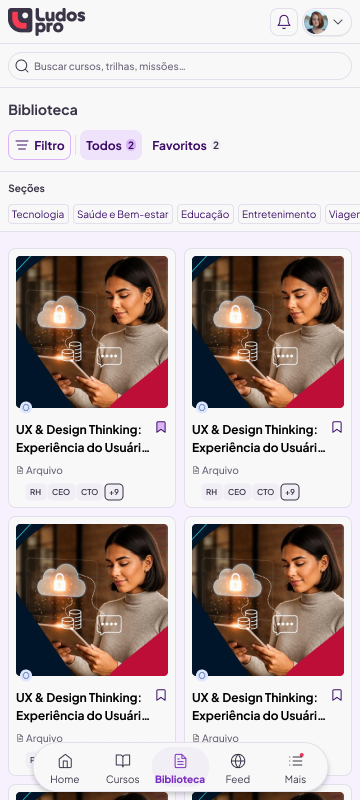 Ludos
pro
Buscar cursos, trilhas, missões...
Biblioteca
Filtro Todos 2 Favoritos 2
Seções
Tecnologia Saúde e Bem-estar Educação Entretenimento
UX & Design Thinking: UX & Design Thinking:
Experiência do Usuári... Experiência do Usuári...
Arquivo Arquivo
RH CEO CTO +9 RH CEO CTO +9
UX & Design Thinking: UX & Design Thinking:
Experiência do Usuári... Experiência do Usuári...
Arquivo Arquivo
Home Cursos Biblioteca Feed Mais